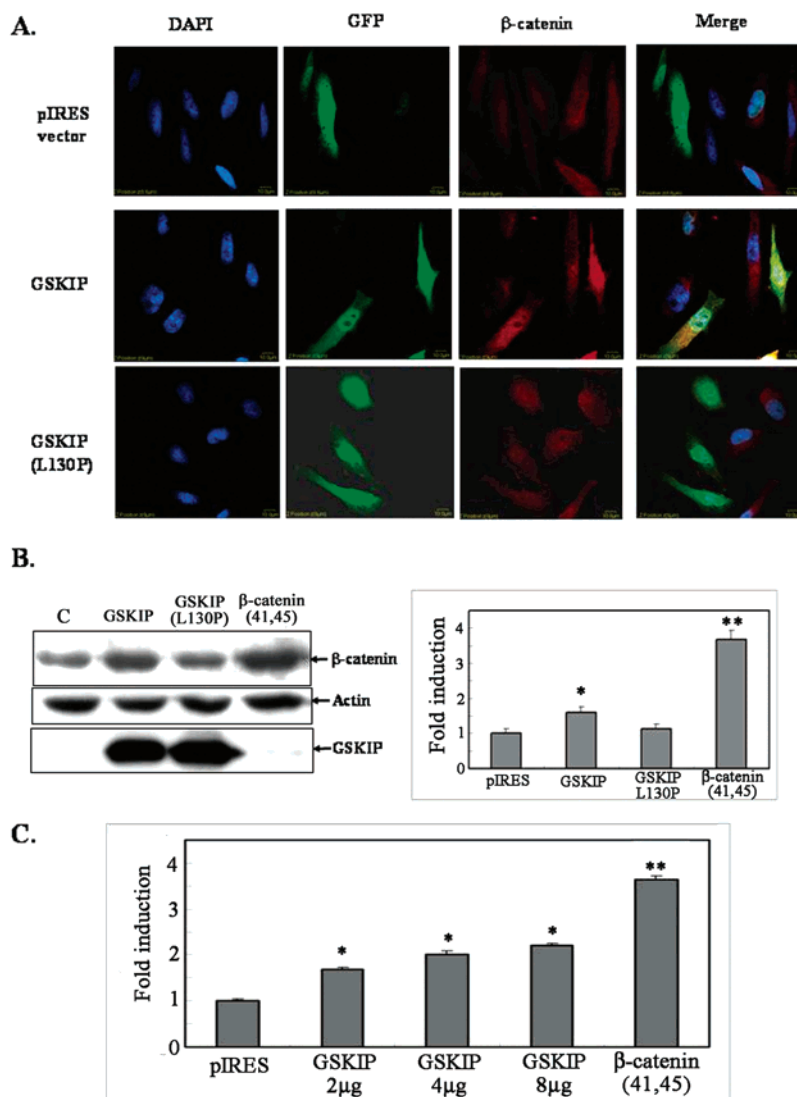 A.
DAPI GFP β-catenin Merge
pIRES
vector
GSKIP
GSKIP
(L130P)
B.
C GSKIP GSKIP
(L130P) β-catenin
(41,45)
β-catenin
Actin
GSKIP
Fold induction
4
3
2
1
0
*
**
pIRES GSKIP GSKIP
L130P β-catenin
(41,45)
C.
Fold induction
4
3
2
1
0
* * * **
pIRES GSKIP GSKIP GSKIP β-catenin
2μg 4μg 8μg (41,45)